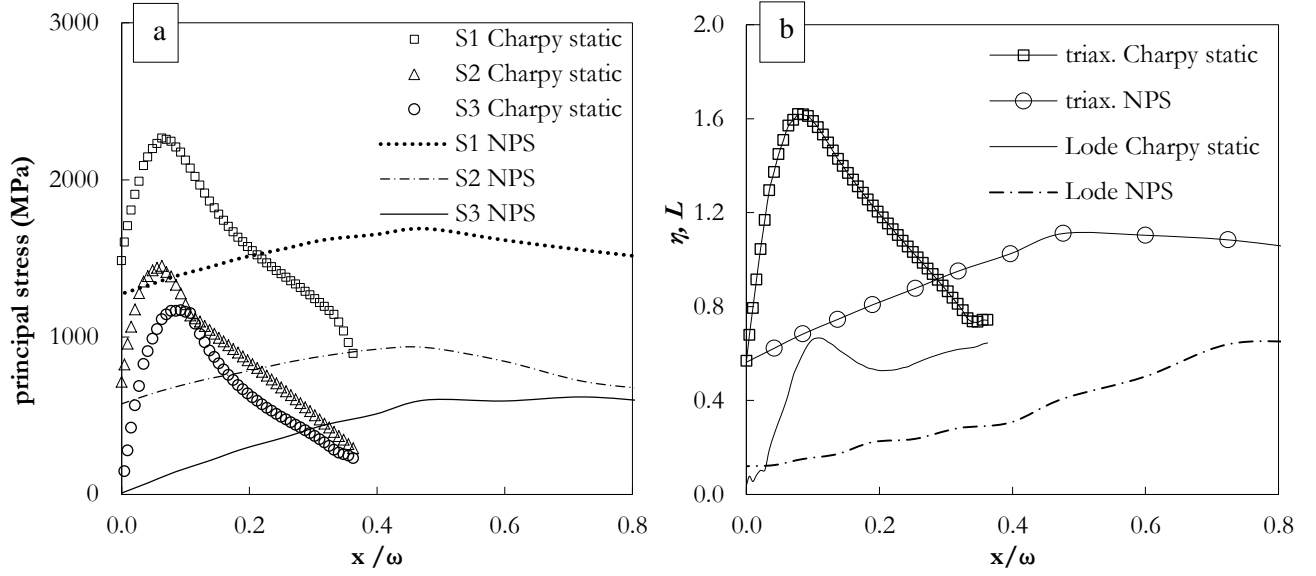 a
3000
2000
1000
0
0.0
0.2
0.4
0.6
0.8
principal stress (MPa)
x /ω
S1 Charpy static
S2 Charpy static
S3 Charpy static
S1 NPS
S2 NPS
S3 NPS
b
2.0
1.6
1.2
0.8
0.4
0.0
0.0
0.2
0.4
0.6
0.8
η, L
x/ω
triax. Charpy static
triax. NPS
Lode Charpy static
Lode NPS